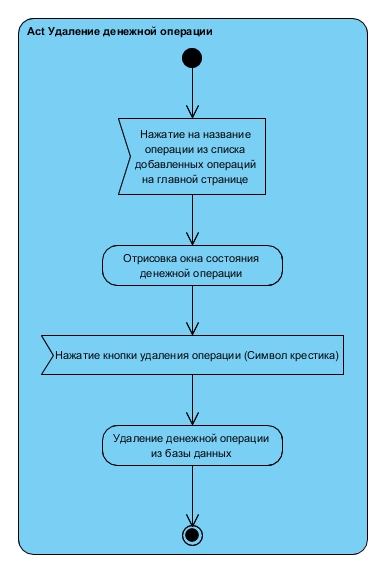 Act Удаление денежной операции
Нажатие на название
операции из списка
добавленных операций
на главной странице
Отрисовка окна состояния
денежной операции
Нажатие кнопки удаления операции (Символ крестика)
Удаление денежной операции
из базы данных